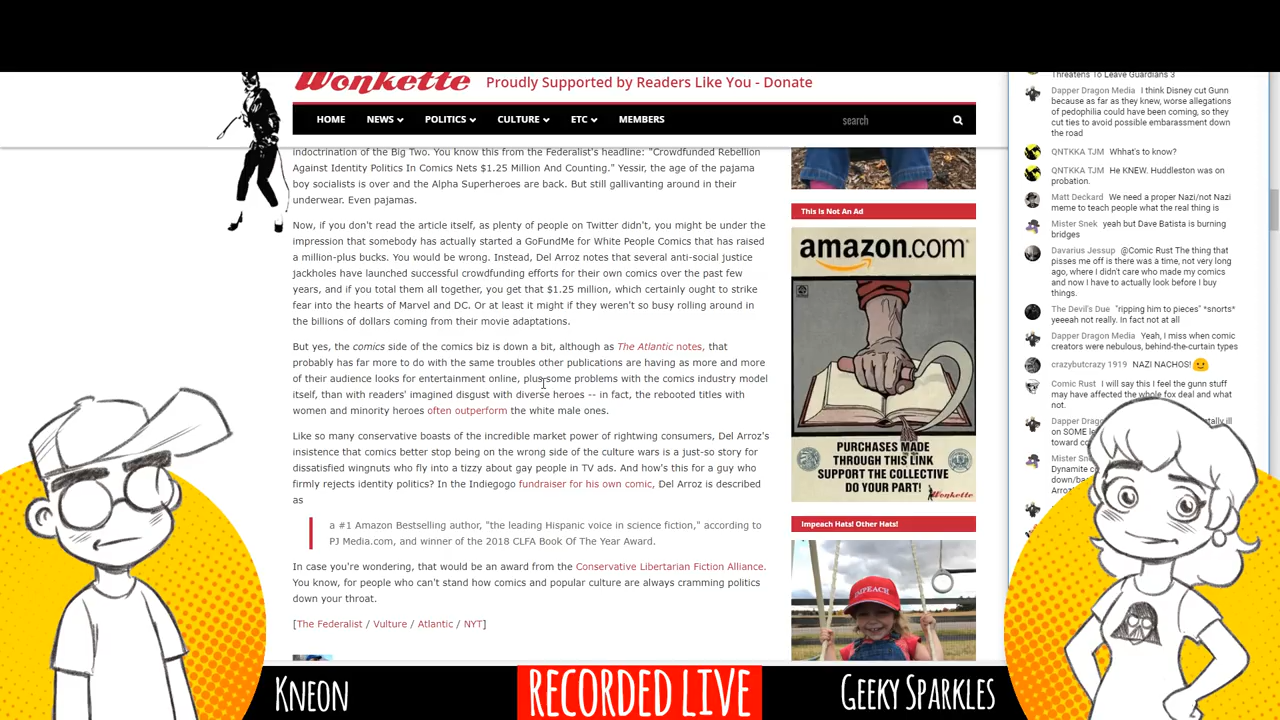 Wonkette
Proudly Supported by Readers Like You - Donate
HOME NEWS POLITICS CULTURE ETC MEMBERS search
indoctrination of the Big Two. You know this from the Federalist's headline: "Crowdfunded Rebellion
Against Identity Politics In Comics Nets $1.25 Million And Counting." Yessir, the age of the pajama
boy socialists is over and the Alpha Superheroes are back. But still gallivanting around in their
underwear. Even pajamas.
Now, if you don't read the article itself, as plenty of people on Twitter didn't, you might be under the
impression that somebody has actually started a GoFundMe for White People Comics that has raised
a million-plus bucks. You would be wrong. Instead, Del Arroz notes that several anti-social justice
jackholes have launched successful crowdfunding efforts for their own comics over the past few
years, and if you total them all together, you get that $1.25 million, which certainly ought to strike
fear into the hearts of Marvel and DC. Or at least it might if they weren't so busy rolling around in
the billions of dollars coming from their movie adaptations.
But yes, the comics side of the comics biz is down a bit, although as The Atlantic notes, that
probably has far more to do with the same troubles other publications are having as more and more
of their audience looks for entertainment online, plus some problems with the comics industry model
itself, than with readers' imagined disgust with diverse heroes -- in fact, the rebooted titles with
women and minority heroes often outperform the white male ones.
Like so many conservative boasts of the incredible market power of rightwing consumers, Del Arroz's
insistence that comics better stop being on the wrong side of the culture wars is a just-so story for
dissatisfied wingnuts who fly into a tizzy about gay people in TV ads. And how's this for a guy who
firmly rejects identity politics? In the Indiegogo fundraiser for his own comic, Del Arroz is described
as
a #1 Amazon Bestselling author, "the leading Hispanic voice in science fiction," according to
PJ Media.com, and winner of the 2018 CLFA Book Of The Year Award.
In case you're wondering, that would be an award from the Conservative Libertarian Fiction Alliance.
You know, for people who can't stand how comics and popular culture are always cramming politics
down your throat.
[The Federalist / Vulture / Atlantic / NYT]
This Is Not An Ad
amazon.com
PURCHASES MADE
THROUGH THIS LINK
SUPPORT THE COLLECTIVE
DO YOUR PART!
Wonkette
Impeach Hats! Other Hats!
IMPEACH
Threatens To Leave Guardians 3
Dapper Dragon Media I think Disney cut Gunn
because as far as they knew, worse allegations
of pedophilia could have been coming, so they
cut ties to avoid possible embarassment down
the road
QNTKKA TJM Whhat's to know?
QNTKKA TJM He KNEW. Huddleston was on
probation.
Matt Deckard We need a proper Nazi/not Nazi
meme to teach people what the real thing is
Mister Snek yeah but Dave Batista is burning
bridges
Davarius Jessup @Comic Rust The thing that
pisses me off is there was a time, not very long
ago, where I didn't care who made my comics
and now I have to actually look before I buy
things.
The Devil's Due "ripping him to pieces" *snorts*
yeeeah not really. In fact not at all
Dapper Dragon Media Yeah, I miss when comic
creators were nebulous, behind-the-curtain types
crazybutcrazy 1919 NAZI NACHOS!
Comic Rust I will say I feel the gunn stuff
may have affected the whole fox deal and what
not.
Dapper
on SOME
toward
Mister
Dynamite
down/
Arroz
KNEON
RECORDED LIVE
GEEKY SPARKLES